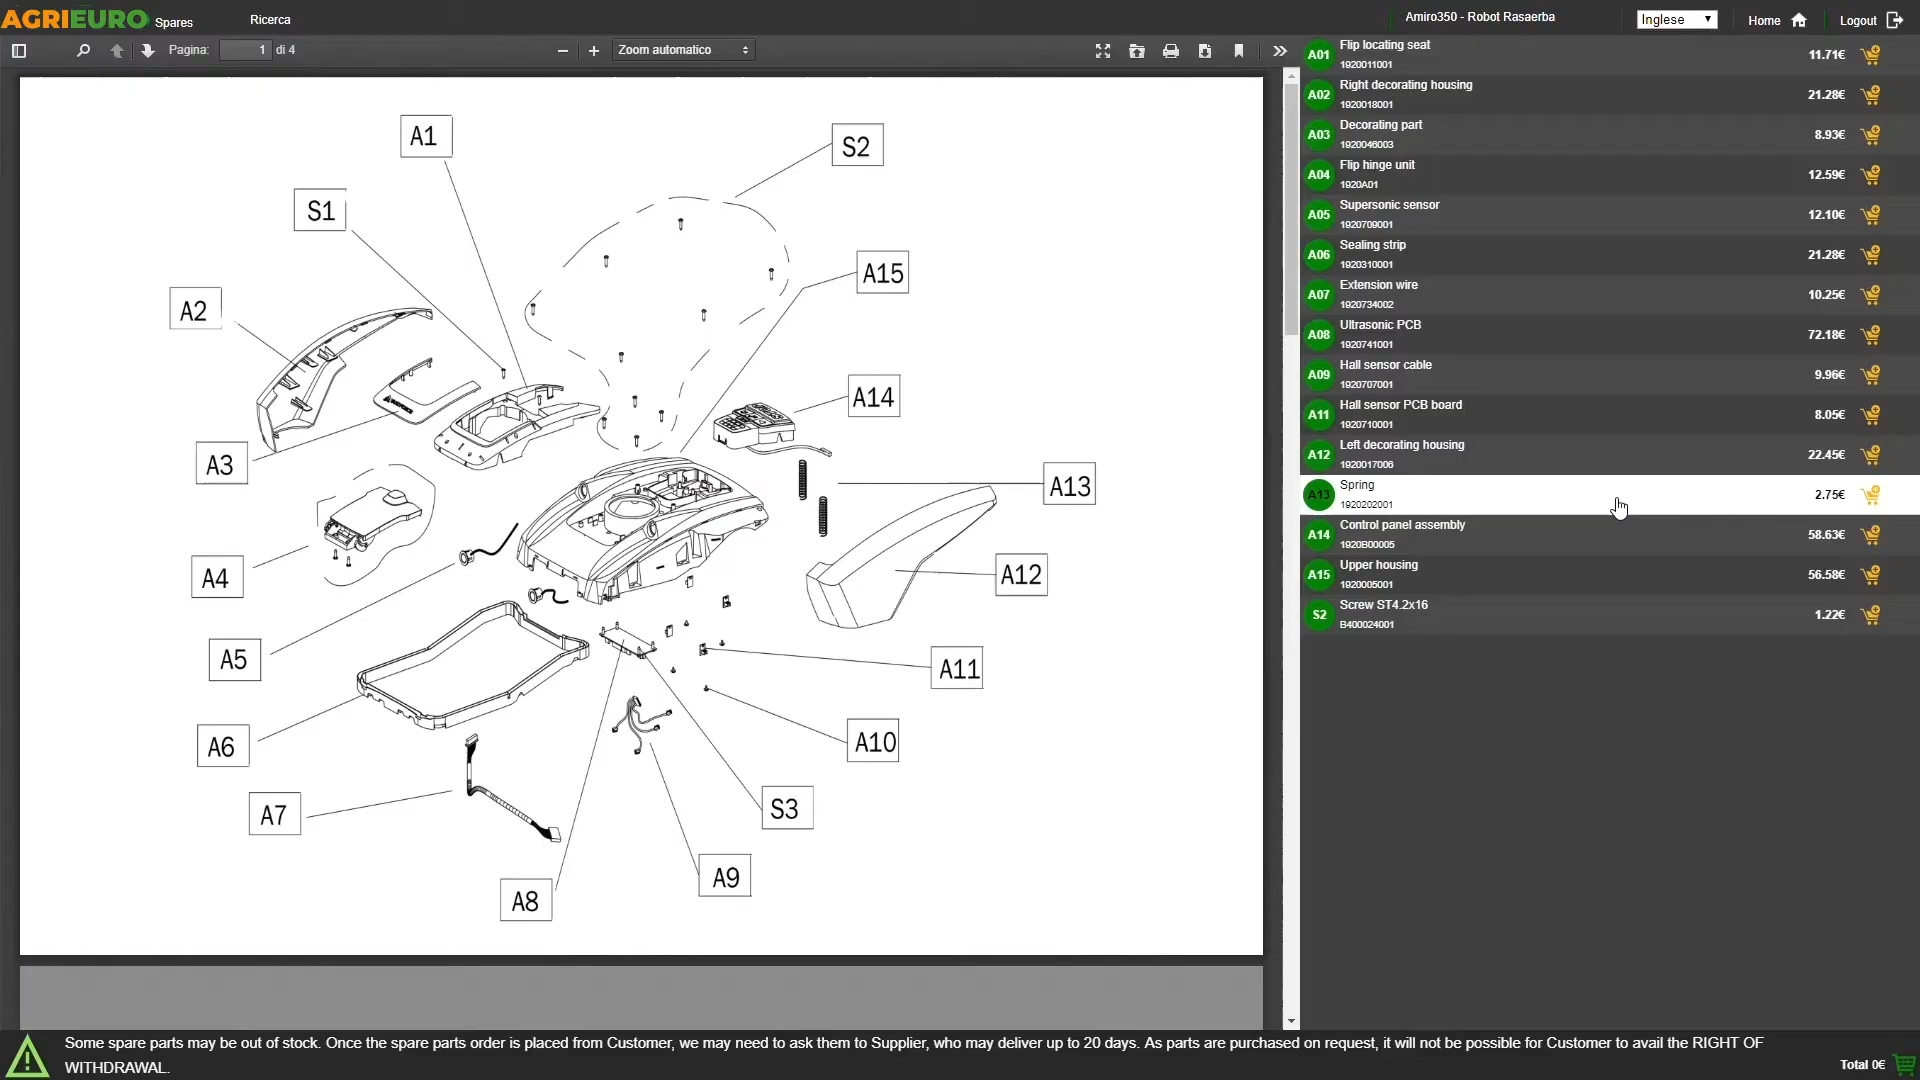 AGRIEURO Spares
Ricerca
Amiro350 - Robot Rasaerba
Inglese
Home
Logout
Pagina: 1 di 4
Zoom automatico
A1
S2
S1
A15
A2
A14
A3
A13
A4
A12
A5
A11
A6
A10
A7
S3
A9
A8
A01 Flip locating seat 11.71€
1920011001
A02 Right decorating housing 21.28€
1920018001
A03 Decorating part 8.93€
1920046003
A04 Flip hinge unit 12.59€
1920A01
A05 Supersonic sensor 12.10€
1920709001
A06 Sealing strip 21.28€
1920310001
A07 Extension wire 10.25€
1920734002
A08 Ultrasonic PCB 72.18€
1920741001
A09 Hall sensor cable 9.96€
1920707001
A11 Hall sensor PCB board 8.05€
1920710001
A12 Left decorating housing 22.45€
1920017006
A13 Spring 2.75€
1920202001
A14 Control panel assembly 58.63€
1920B00005
A15 Upper housing 56.58€
1920005001
S2 Screw ST4.2x16 1.22€
B400024001
Some spare parts may be out of stock. Once the spare parts order is placed from Customer, we may need to ask them to Supplier, who may deliver up to 20 days. As parts are purchased on request, it will not be possible for Customer to avail the RIGHT OF
WITHDRAWAL.
Total 0€